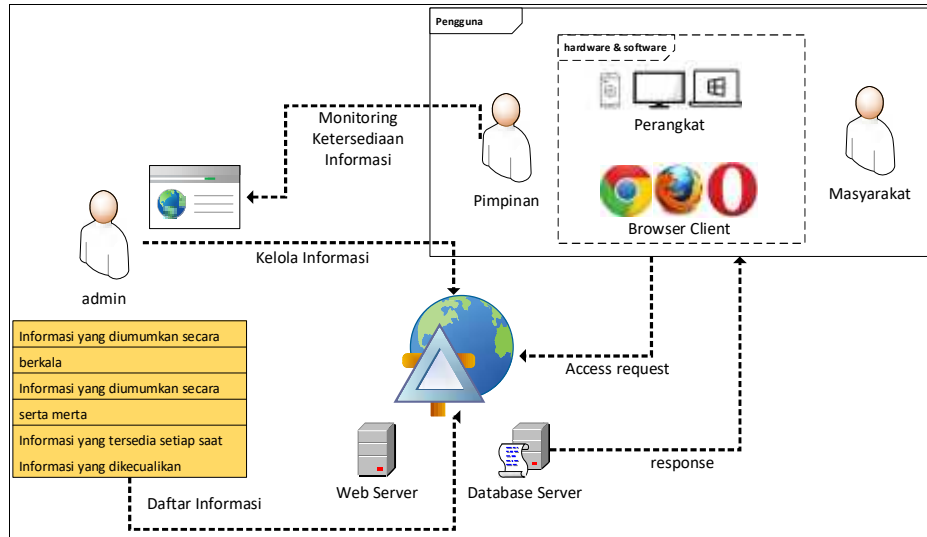 Pengguna
hardware & software
Perangkat
Browser Client
Pimpinan
Masyarakat
Monitoring
Ketersediaan
Informasi
admin
Kelola Informasi
Informasi yang diumumkan secara
berkala
Informasi yang diumumkan secara
serta merta
Informasi yang tersedia setiap saat
Informasi yang dikecualikan
Daftar Informasi
Web Server
Database Server
Access request
response